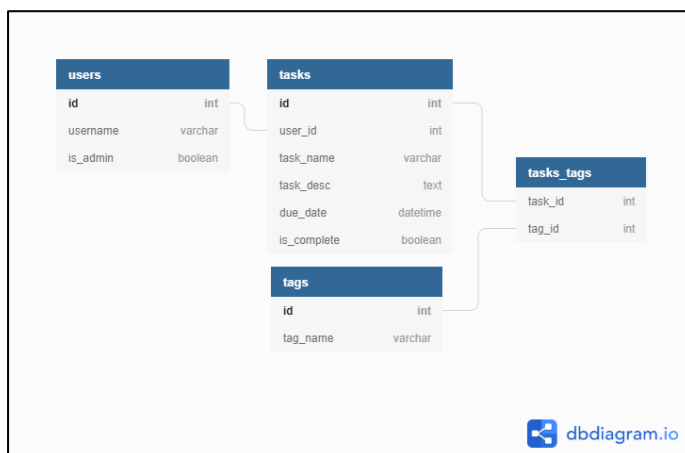 users
id int
username varchar
is_admin boolean
tasks
id int
user_id int
task_name varchar
task_desc text
due_date datetime
is_complete boolean
tasks_tags
task_id int
tag_id int
tags
id int
tag_name varchar
dbdiagram.io